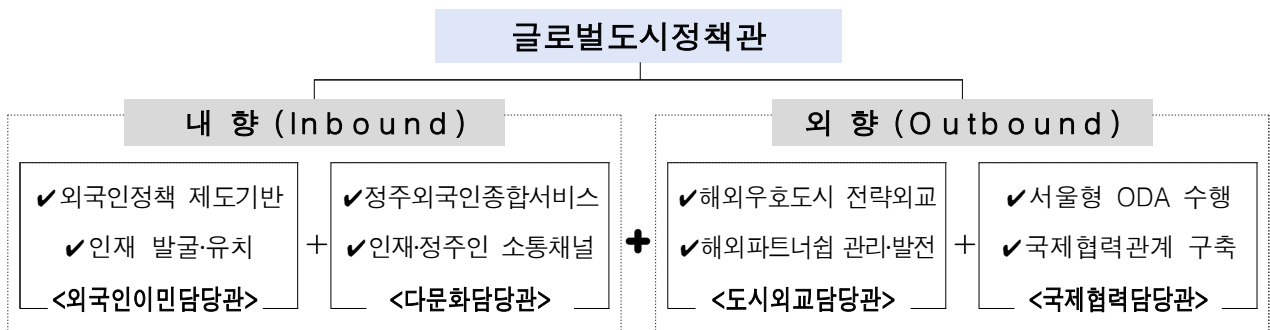 글로벌도시정책관
내 향 (Inbound)
✔외국인정책 제도기반
✔인재 발굴·유치
<외국인이민담당관>
+
✔정주외국인종합서비스
✔인재·정주인 소통채널
<다문화담당관>
+
외 향 (Outbound)
✔해외우호도시 전략외교
✔해외파트너쉽 관리·발전
<도시외교담당관>
+
✔서울형 ODA 수행
✔국제협력관계 구축
<국제협력담당관>